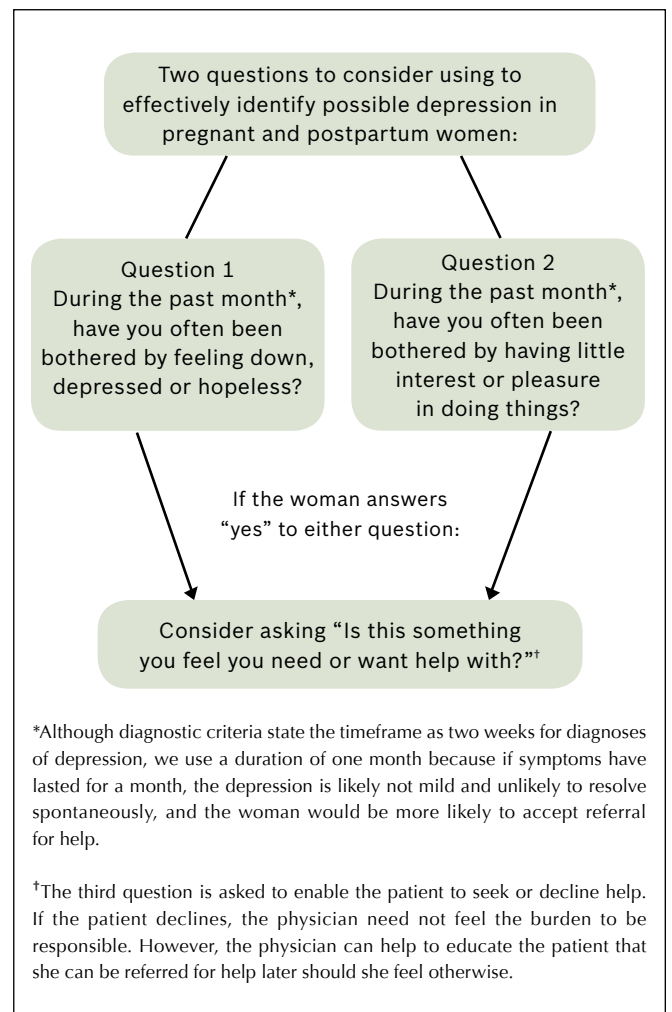 Two questions to consider using to
effectively identify possible depression in
pregnant and postpartum women:
Question 1
During the past month*,
have you often been
bothered by feeling down,
depressed or hopeless?
Question 2
During the past month*,
have you often been
bothered by having little
interest or pleasure
in doing things?
If the woman answers
“yes” to either question:
Consider asking “Is this something
you feel you need or want help with?”†
*Although diagnostic criteria state the timeframe as two weeks for diagnoses
of depression, we use a duration of one month because if symptoms have
lasted for a month, the depression is likely not mild and unlikely to resolve
spontaneously, and the woman would be more likely to accept referral
for help.
†The third question is asked to enable the patient to seek or decline help.
If the patient declines, the physician need not feel the burden to be
responsible. However, the physician can help to educate the patient that
she can be referred for help later should she feel otherwise.